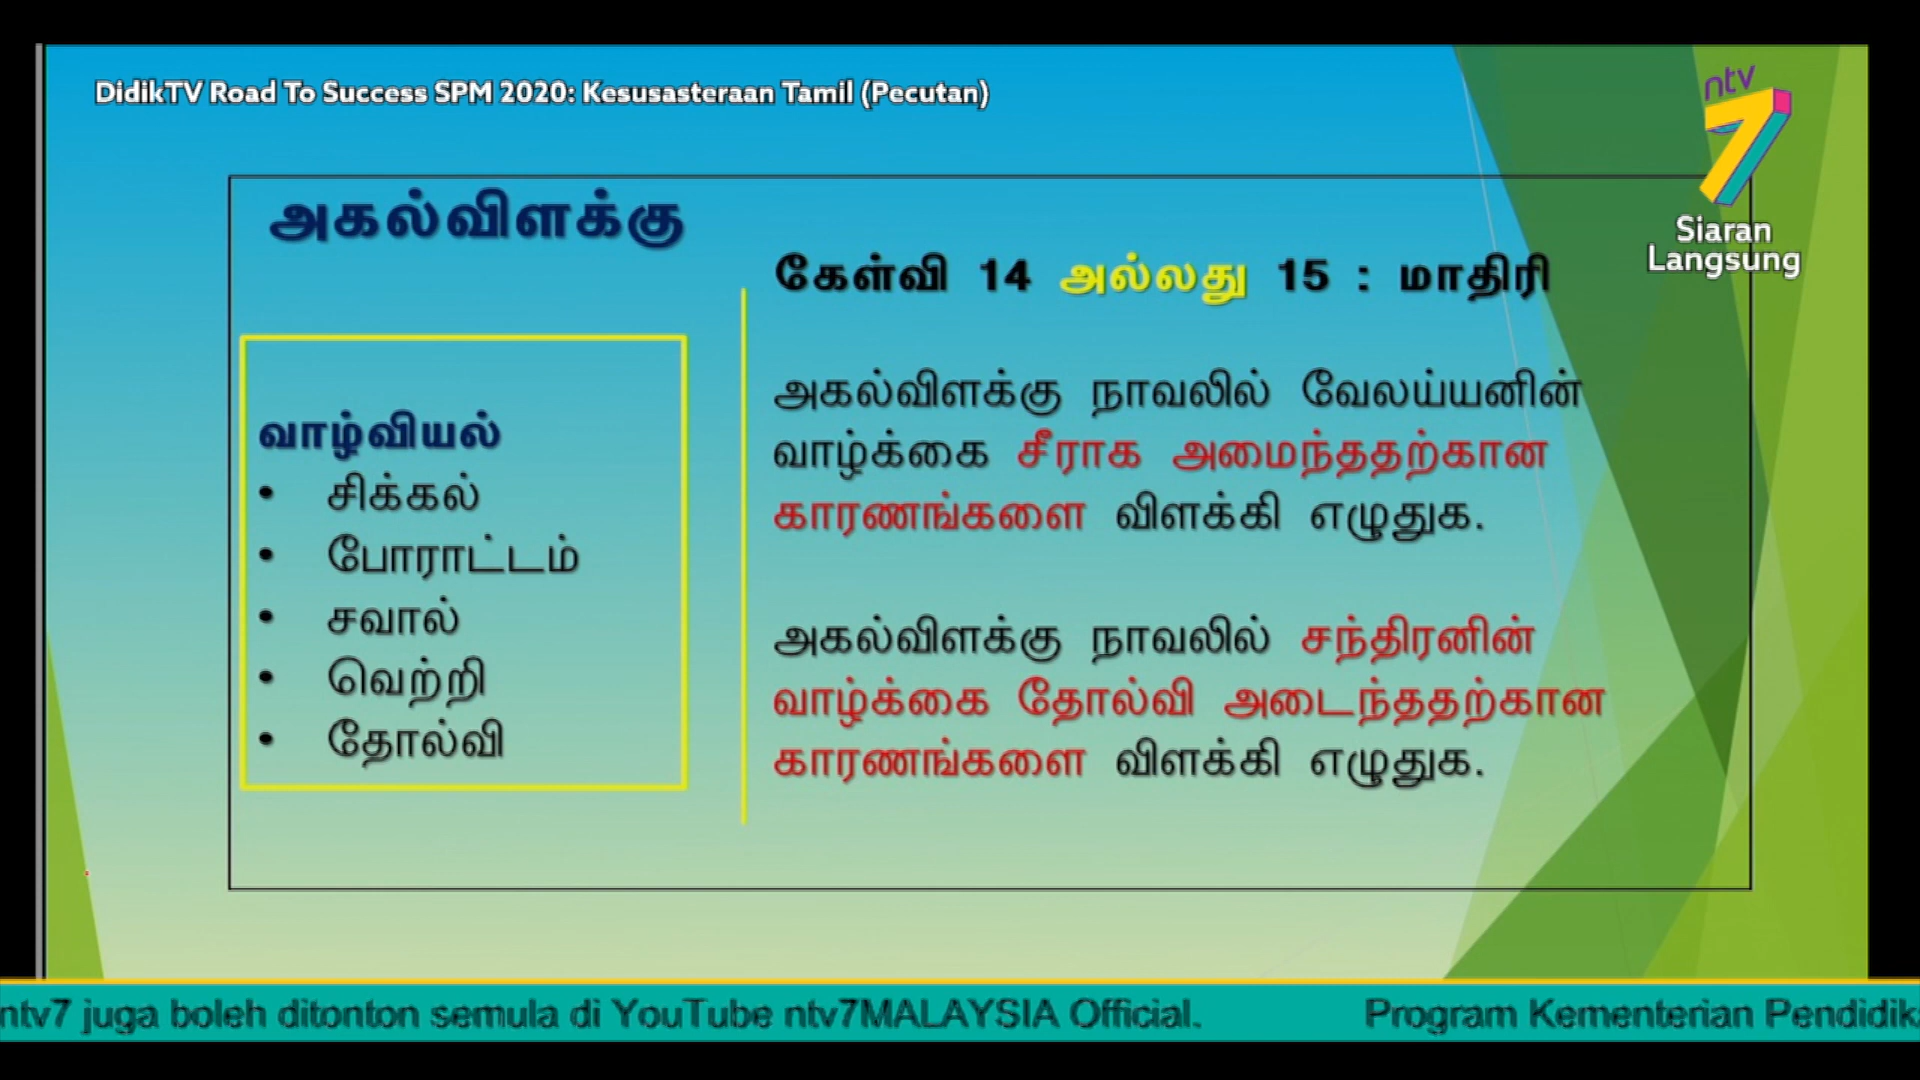 DidikTV Road To Success SPM 2020: Kesusasteraan Tamil (Pecutan)
ntv
7
Siaran
Langsung
அகல்விளக்கு
வாழ்வியல்
• சிக்கல்
• போராட்டம்
• சவால்
• வெற்றி
• தோல்வி
கேள்வி 14 அல்லது 15 : மாதிரி
அகல்விளக்கு நாவலில் வேலய்யனின்
வாழ்க்கை சீராக அமைந்ததற்கான
காரணங்களை விளக்கி எழுதுக.
அகல்விளக்கு நாவலில் சந்திரனின்
வாழ்க்கை தோல்வி அடைந்ததற்கான
காரணங்களை விளக்கி எழுதுக.
ntv7 juga boleh ditonton semula di YouTube ntv7MALAYSIA Official. Program Kementerian Pendidik